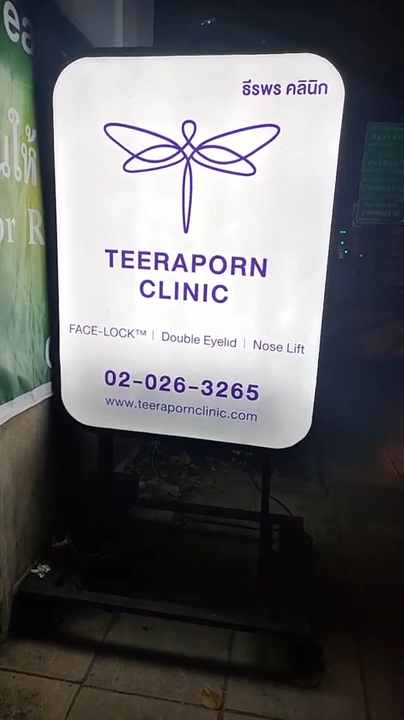 ธีรพร คลินิก
TEERAPORN
CLINIC
FACE-LOCK™ | Double Eyelid | Nose Lift
02-026-3265
www.teerapornclinic.com